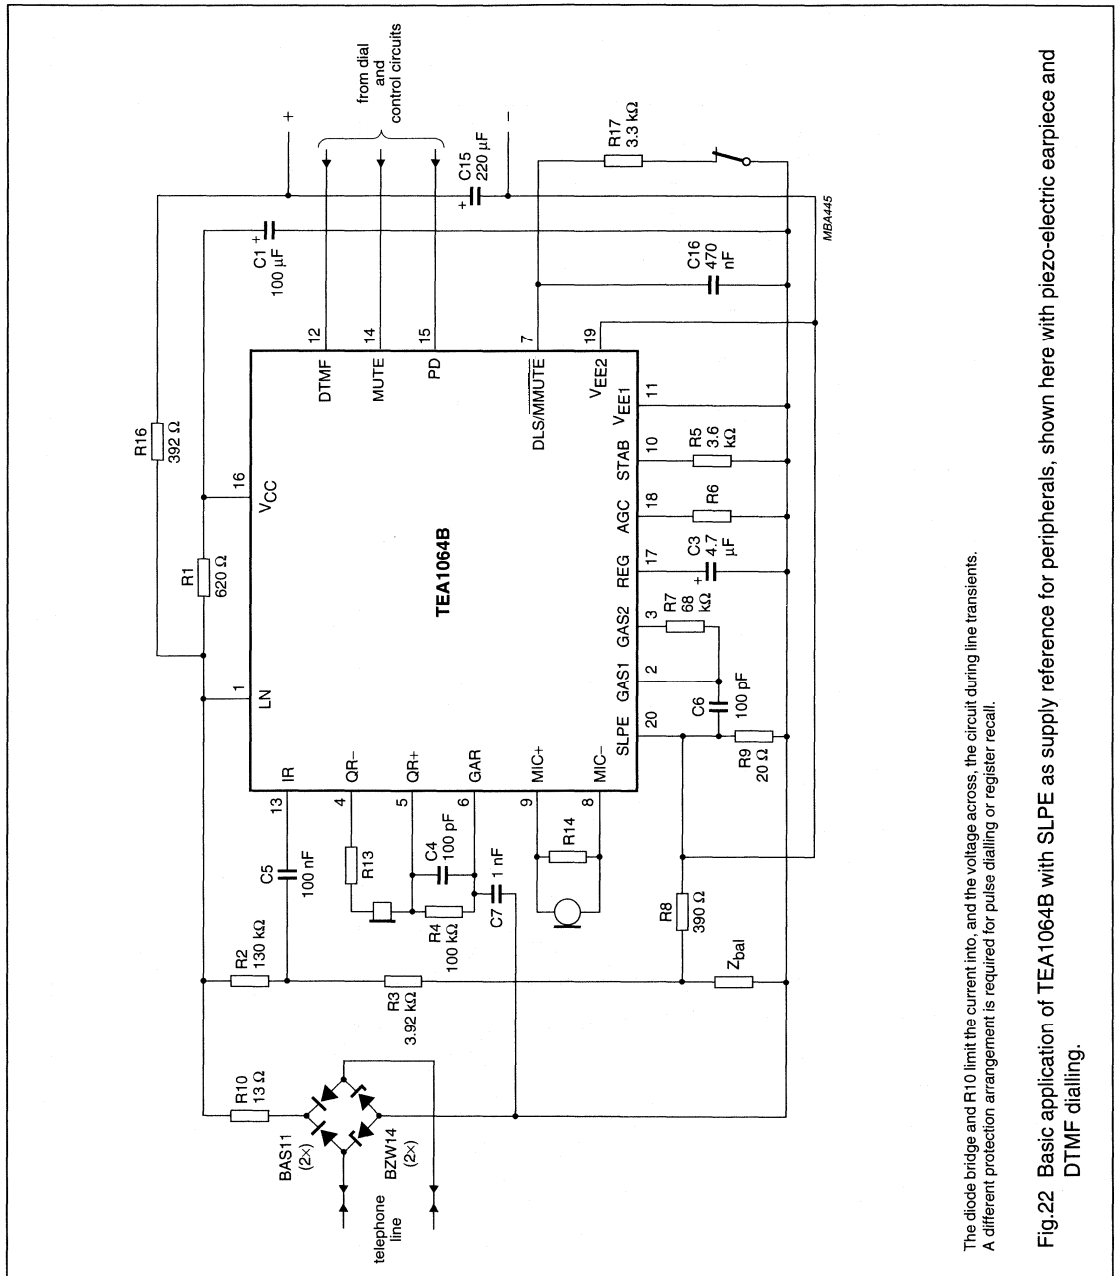 from dial
and
control circuits
+
−
R16
392 Ω
C1
+
100 μF
+
C15
220 μF
R17
3.3 kΩ
C16
470
nF
MBA445
R1
620 Ω
16
VCC
12
DTMF
14
MUTE
15
PD
7
DLS/MMUTE
19
VEE2
TEA1064B
1
LN
13
IR
4
QR−
5
QR+
6
GAR
9
MIC+
8
MIC−
20
SLPE
2
GAS1
3
GAS2
17
REG
18
AGC
10
STAB
11
VEE1
R5
3.6
kΩ
R6
C3
4.7
μF
+
R7
68
kΩ
C6
100 pF
R9
20 Ω
C5
100 nF
R13
C4
100 pF
R4
100 kΩ
C7
1 nF
R14
R2
130 kΩ
R3
3.92 kΩ
R8
390 Ω
Zbal
R10
13 Ω
BAS11
(2×)
BZW14
(2×)
telephone
line
The diode bridge and R10 limit the current into, and the voltage across, the circuit during line transients.
A different protection arrangement is required for pulse dialling or register recall.
Fig.22 Basic application of TEA1064B with SLPE as supply reference for peripherals, shown here with piezo-electric earpiece and
DTMF dialling.